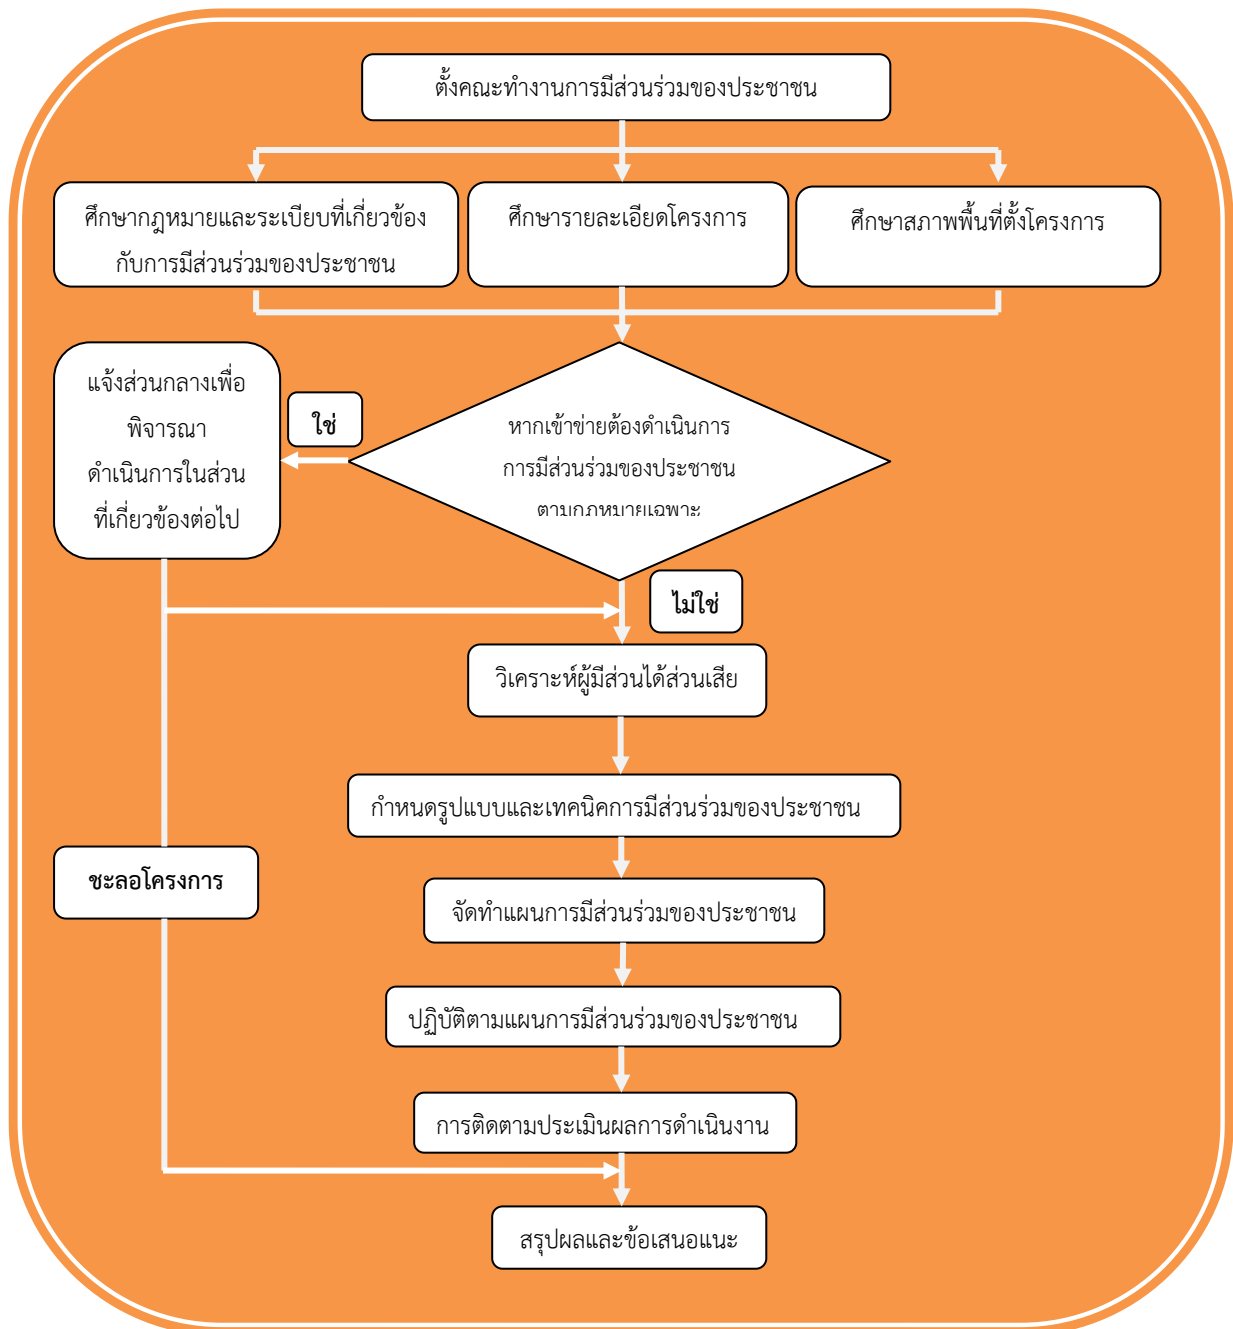 ตั้งคณะทำงานการมีส่วนร่วมของประชาชน
ศึกษากฎหมายและระเบียบที่เกี่ยวข้อง
กับการมีส่วนร่วมของประชาชน
ศึกษารายละเอียดโครงการ
ศึกษาสภาพพื้นที่ตั้งโครงการ
แจ้งส่วนกลางเพื่อ
พิจารณา
ดำเนินการในส่วน
ที่เกี่ยวข้องต่อไป
ใช่
หากเข้าข่ายต้องดำเนินการ
การมีส่วนร่วมของประชาชน
ตามกฎหมายเฉพาะ
ไม่ใช่
วิเคราะห์ผู้มีส่วนได้ส่วนเสีย
กำหนดรูปแบบและเทคนิคการมีส่วนร่วมของประชาชน
ชะลอโครงการ
จัดทำแผนการมีส่วนร่วมของประชาชน
ปฏิบัติตามแผนการมีส่วนร่วมของประชาชน
การติดตามประเมินผลการดำเนินงาน
สรุปผลและข้อเสนอแนะ